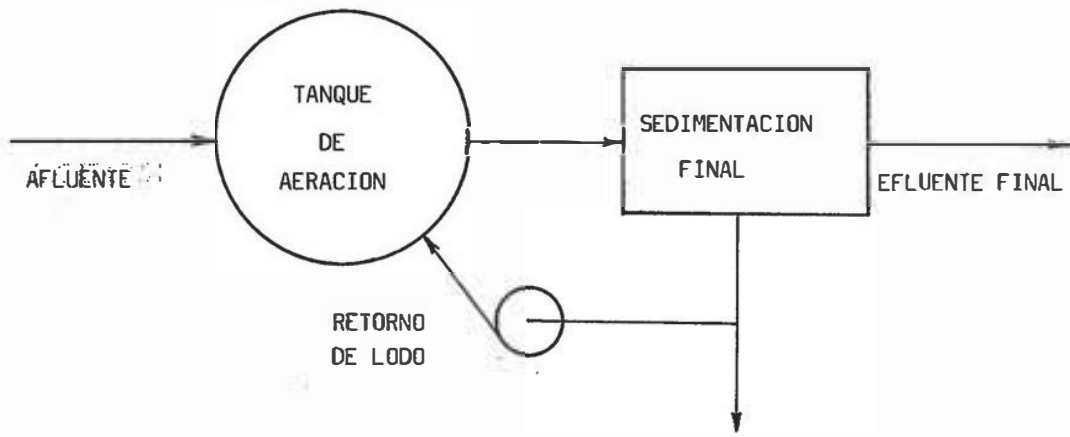 TANQUE
DE
AERACION
SEDIMENTACION
FINAL
AFLUENTE
EFLUENTE FINAL
RETORNO
DE LODO